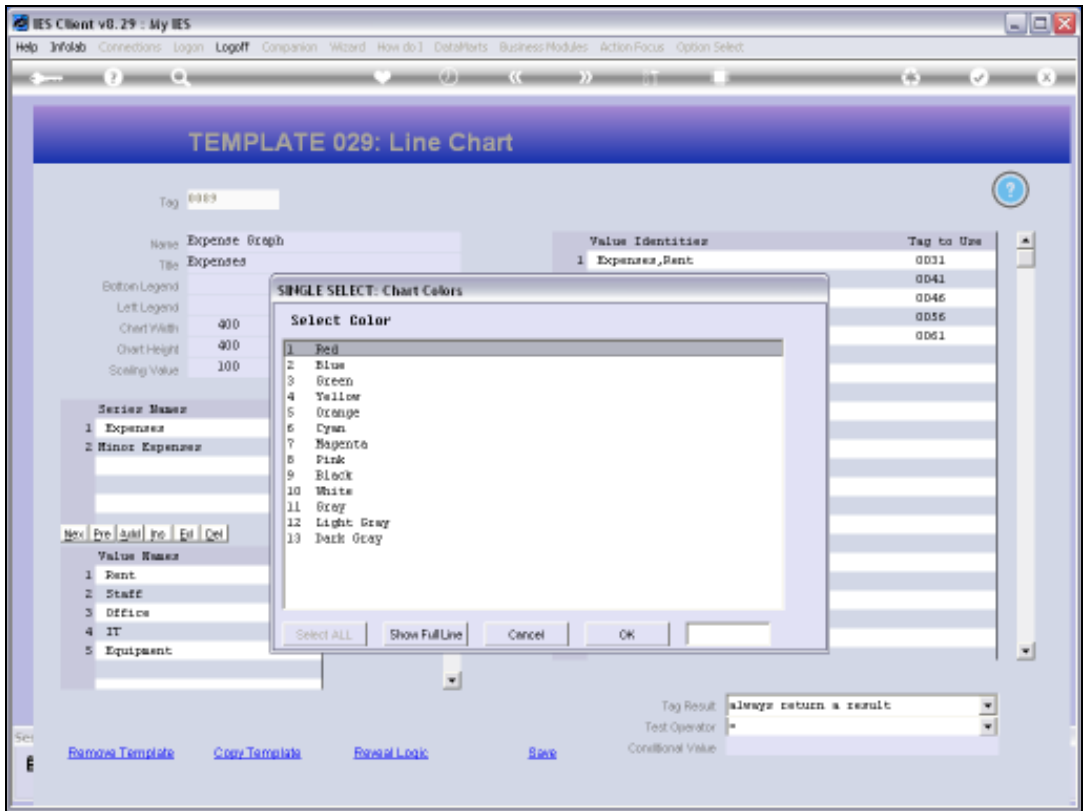 IES Client v8.29 : My IES
Help Infolab Connections Logon Logoff Companion Wizard How do I DataMarts Business Modules Action Focus Option Select
TEMPLATE 029: Line Chart
Tag 0089
Name Expense Graph
Title Expenses
Bottom Legend
Left Legend
Chart Width 400
Chart Height 400
Scaling Value 100
Value Identities Tag to Use
1 Expenses,Rent 0031
0041
0046
0056
0061
Series Names
1 Expenses
2 Minor Expenses
Nex Pre Add Ins Ed Del
Value Names
1 Rent
2 Staff
3 Office
4 IT
5 Equipment
SINGLE SELECT: Chart Colors
Select Color
1 Red
2 Blue
3 Green
4 Yellow
5 Orange
6 Cyan
7 Magenta
8 Pink
9 Black
10 White
11 Gray
12 Light Gray
13 Dark Gray
Select ALL Show Full Line Cancel OK
Tag Result always return a result
Test Operator =
Conditional Value
Remove Template Copy Template Reveal Logic Save